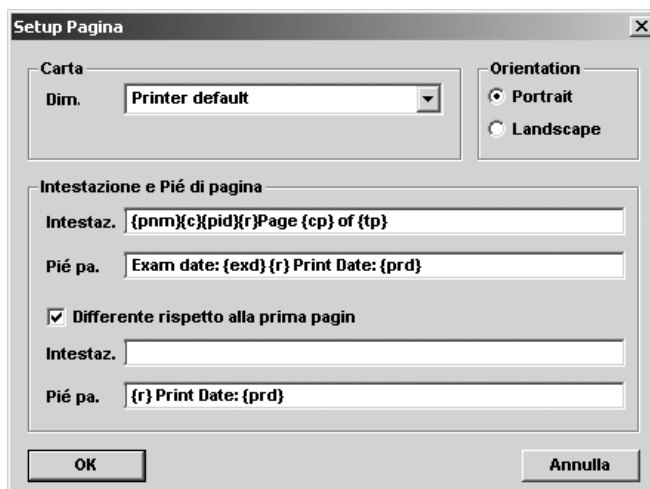 Setup Pagina
Carta
Dim. Printer default
Orientation
Portrait
Landscape
Intestazione e Pié di pagina
Intestaz. {pnm}{c}{pid}{r}Page {cp} of {tp}
Pié pa. Exam date: {exd} {r} Print Date: {prd}
Differente rispetto alla prima pagin
Intestaz.
Pié pa. {r} Print Date: {prd}
OK Annulla